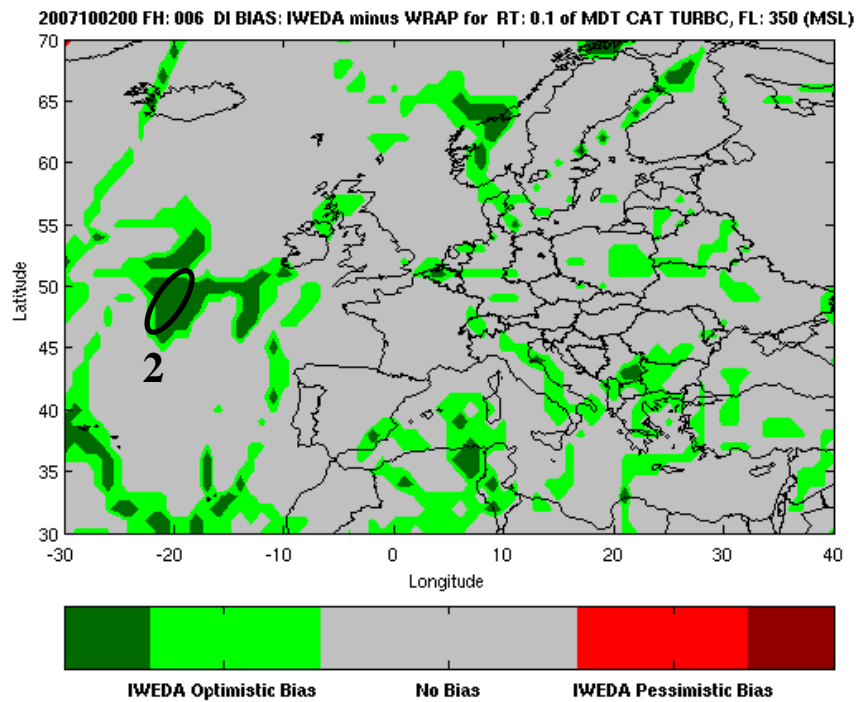 2007100200 FH: 006 DI BIAS: IWEDA minus WRAP for RT: 0.1 of MDT CAT TURBC, FL: 350 (MSL)
70
65
60
55
50
45
40
35
30
Latitude
2
-30 -20 -10 0 10 20 30 40
Longitude
IWEDA Optimistic Bias No Bias IWEDA Pessimistic Bias